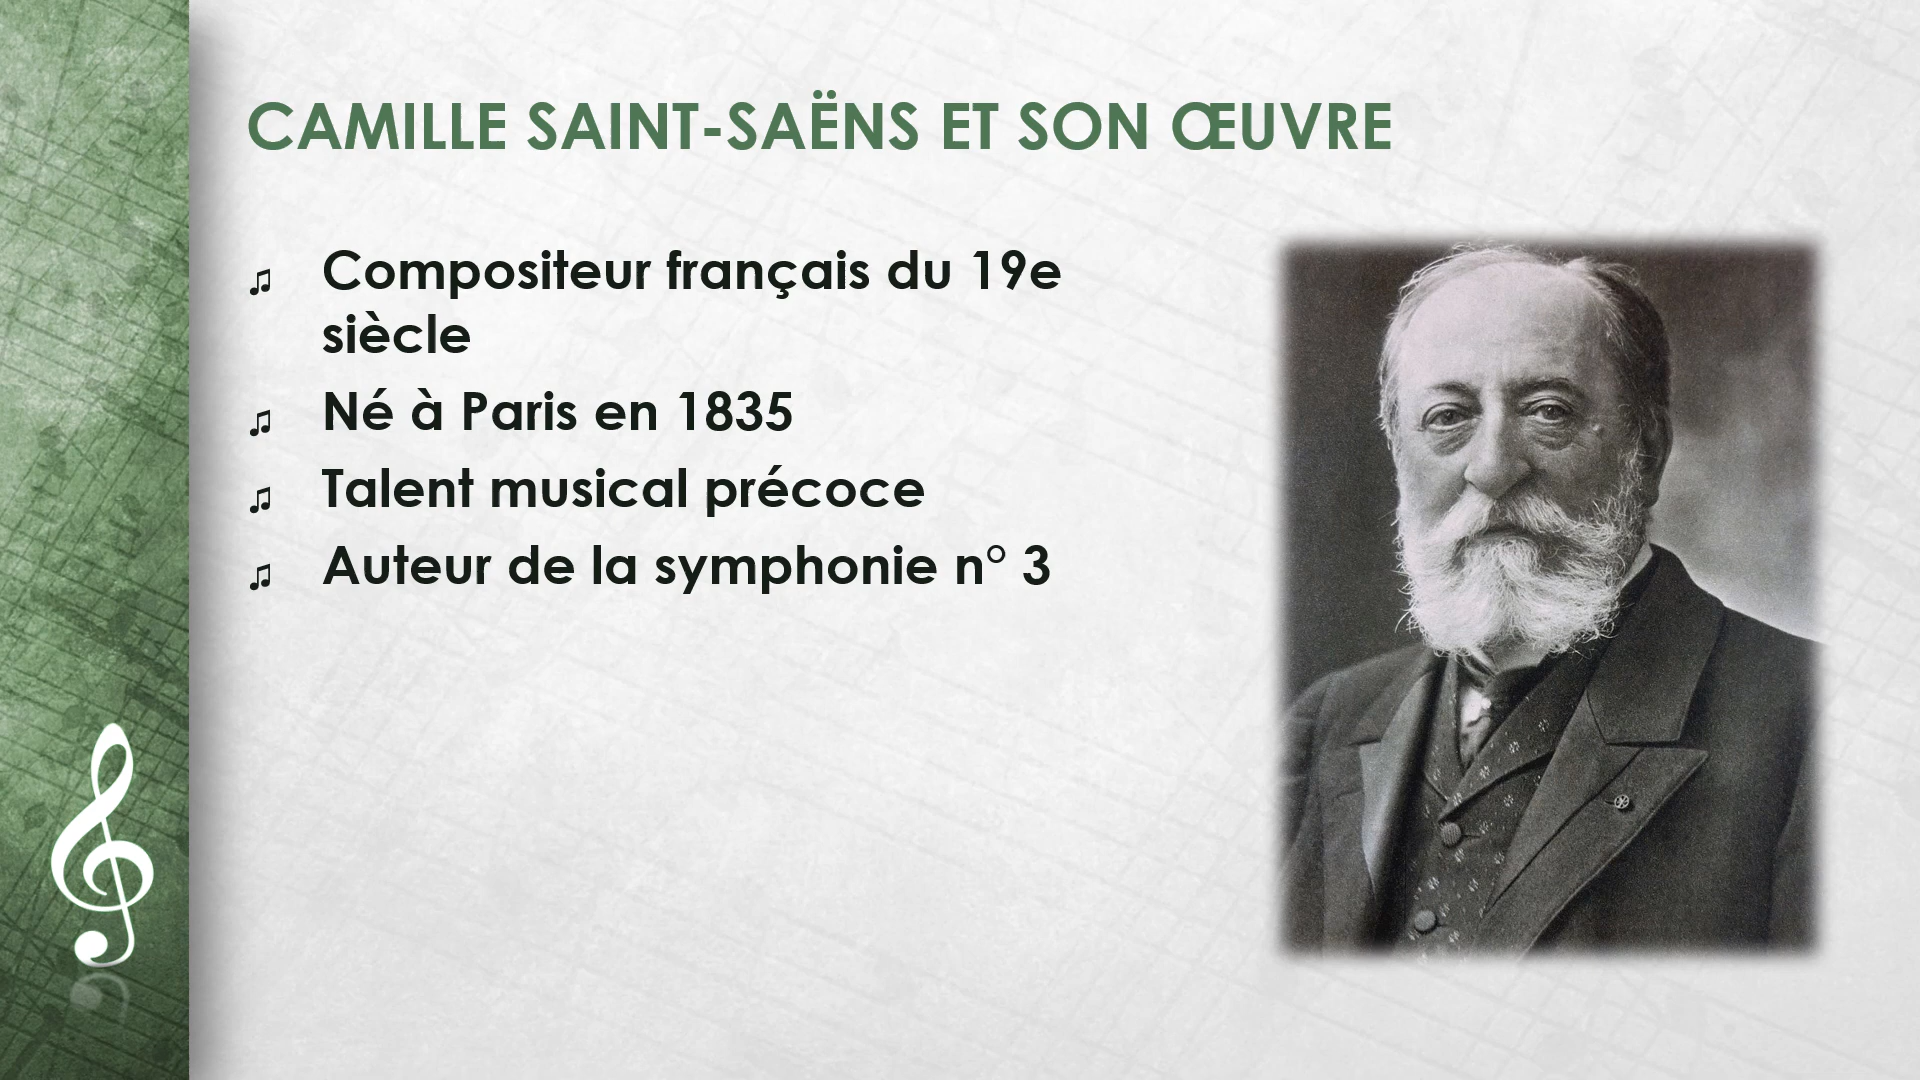 CAMILLE SAINT-SAËNS ET SON ŒUVRE
♫ Compositeur français du 19e
siècle
♫ Né à Paris en 1835
♫ Talent musical précoce
♫ Auteur de la symphonie n° 3